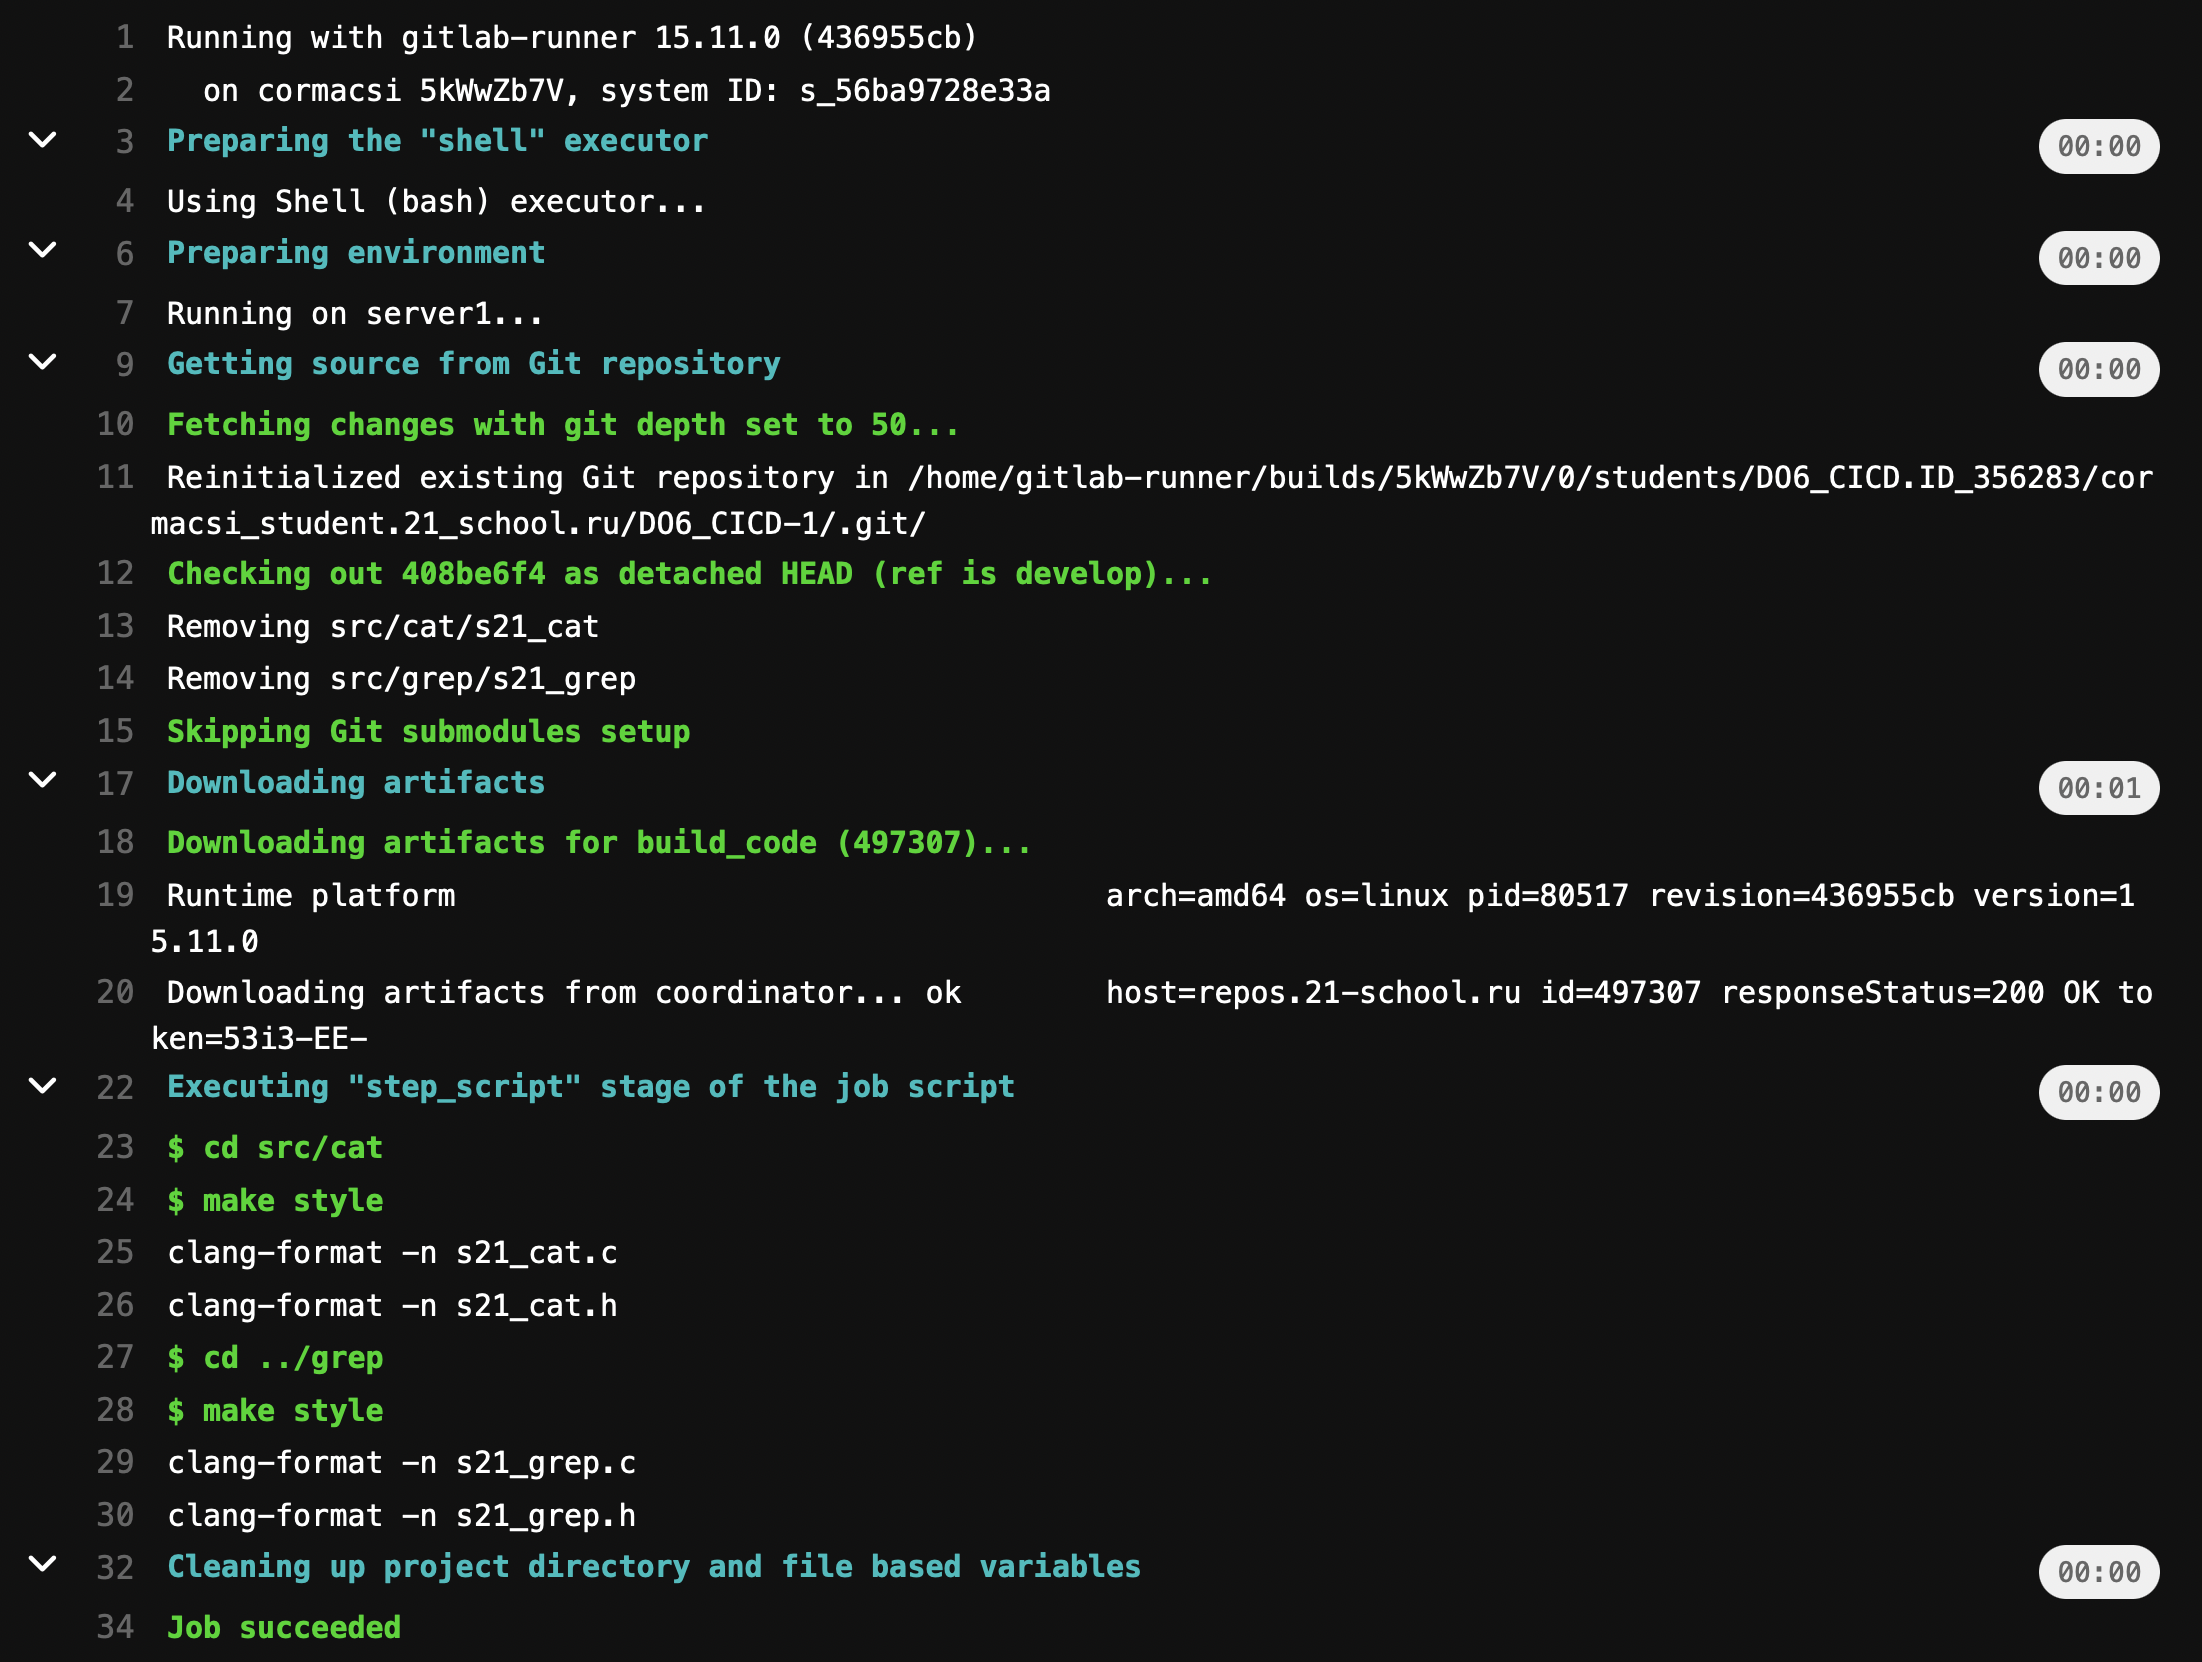 1 Running with gitlab-runner 15.11.0 (436955cb)
2 on cormacsi 5kWwZb7V, system ID: s_56ba9728e33a
3 Preparing the "shell" executor 00:00
4 Using Shell (bash) executor...
6 Preparing environment 00:00
7 Running on server1...
9 Getting source from Git repository 00:00
10 Fetching changes with git depth set to 50...
11 Reinitialized existing Git repository in /home/gitlab-runner/builds/5kWwZb7V/0/students/DO6_CICD.ID_356283/cor
macsi_student.21_school.ru/DO6_CICD-1/.git/
12 Checking out 408be6f4 as detached HEAD (ref is develop)...
13 Removing src/cat/s21_cat
14 Removing src/grep/s21_grep
15 Skipping Git submodules setup
17 Downloading artifacts 00:01
18 Downloading artifacts for build_code (497307)...
19 Runtime platform arch=amd64 os=linux pid=80517 revision=436955cb version=1
5.11.0
20 Downloading artifacts from coordinator... ok host=repos.21-school.ru id=497307 responseStatus=200 OK to
ken=53i3-EE-
22 Executing "step_script" stage of the job script 00:00
23 $ cd src/cat
24 $ make style
25 clang-format -n s21_cat.c
26 clang-format -n s21_cat.h
27 $ cd ../grep
28 $ make style
29 clang-format -n s21_grep.c
30 clang-format -n s21_grep.h
32 Cleaning up project directory and file based variables 00:00
34 Job succeeded